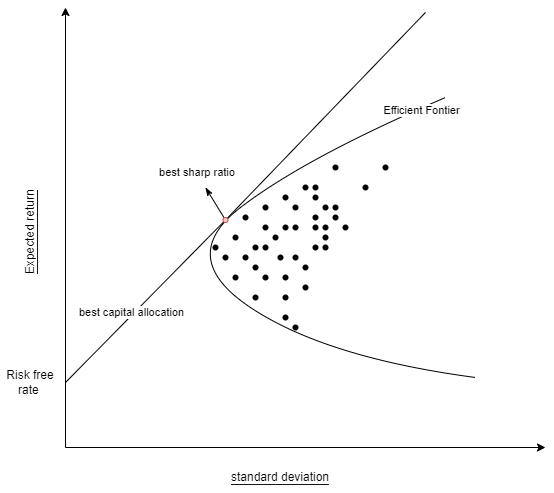 Efficient Fontier
best sharp ratio
Expected return
best capital allocation
Risk free
rate
standard deviation